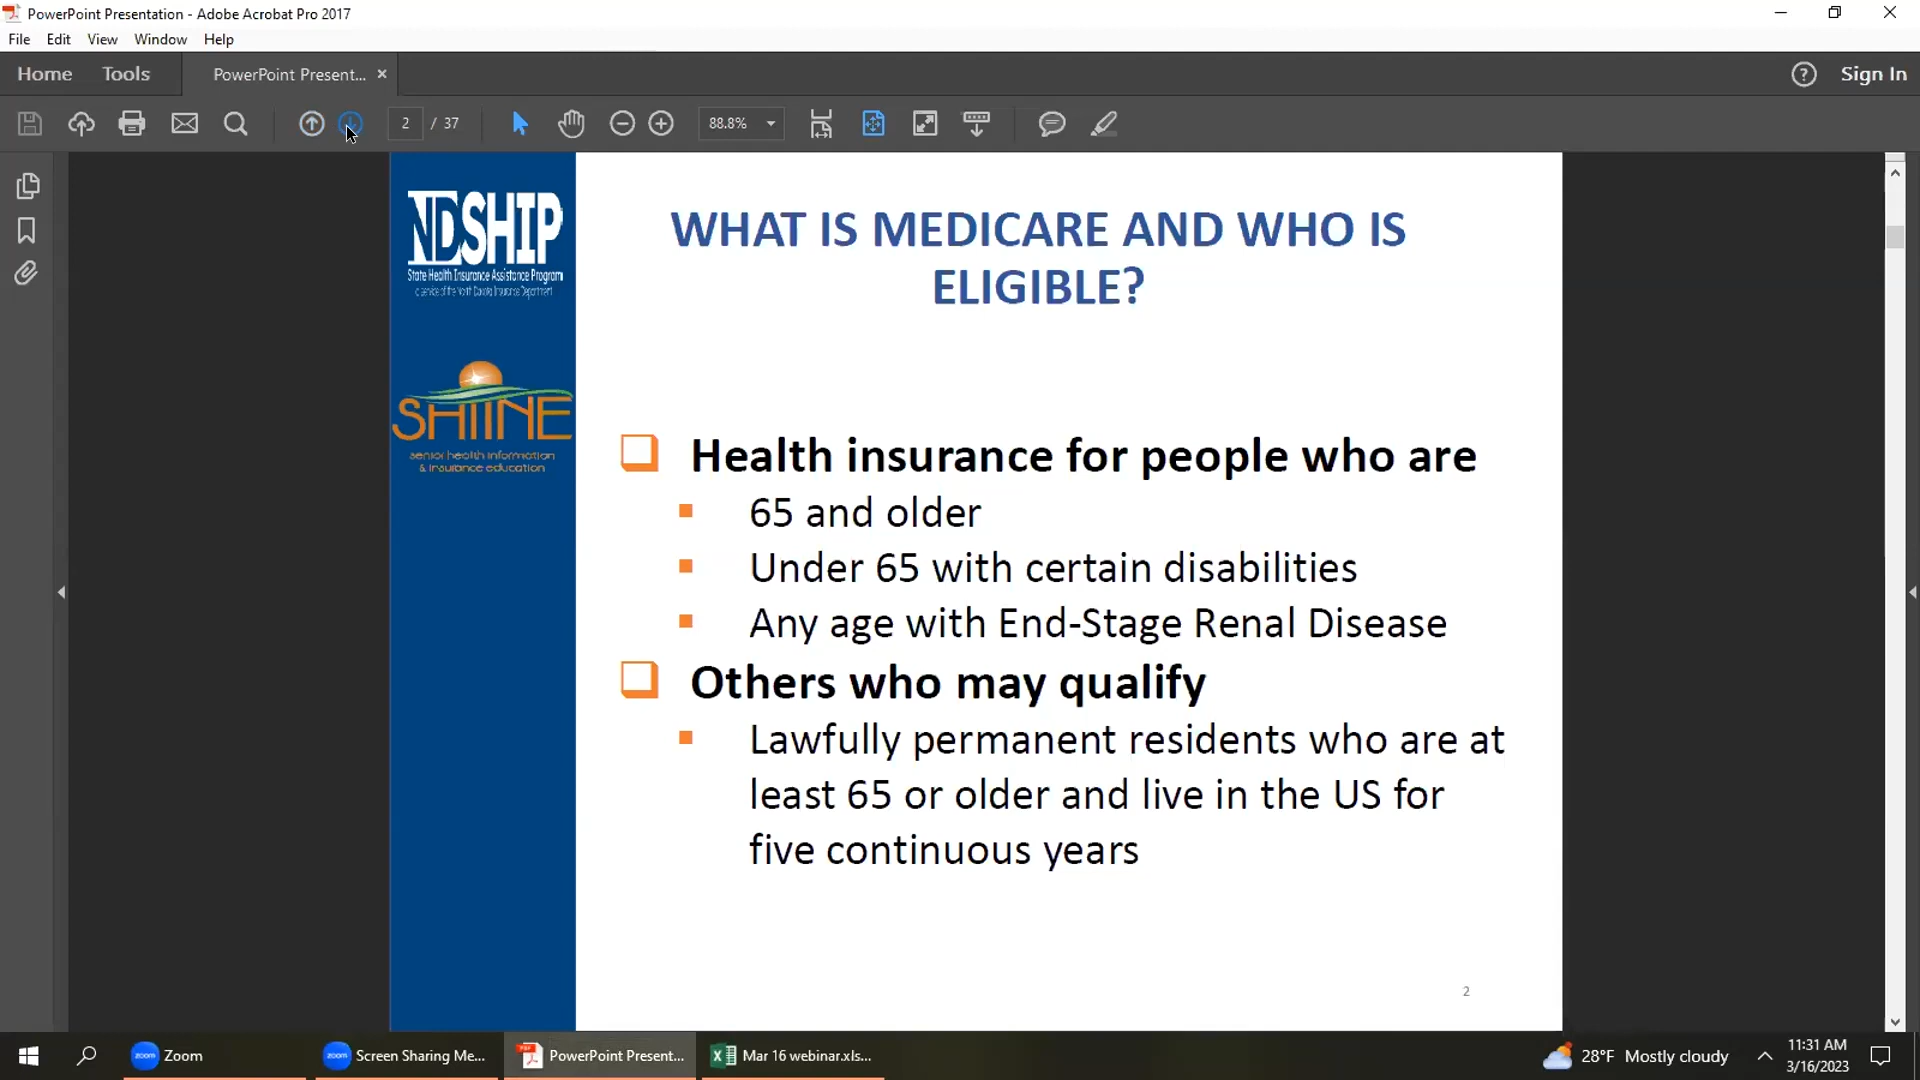 PowerPoint Presentation - Adobe Acrobat Pro 2017
File Edit View Window Help
Home Tools PowerPoint Present... × ? Sign In
2 / 37 88.8%
NDSHIP
State Health Insurance Assistance Program
a service of the North Dakota Insurance Department
SHIINE
senior health information
& insurance education
WHAT IS MEDICARE AND WHO IS
ELIGIBLE?
Health insurance for people who are
65 and older
Under 65 with certain disabilities
Any age with End-Stage Renal Disease
Others who may qualify
Lawfully permanent residents who are at
least 65 or older and live in the US for
five continuous years
2
zoom Zoom zoom Screen Sharing Me... PowerPoint Present... Mar 16 webinar.xls... 28°F Mostly cloudy 11:31 AM
3/16/2023